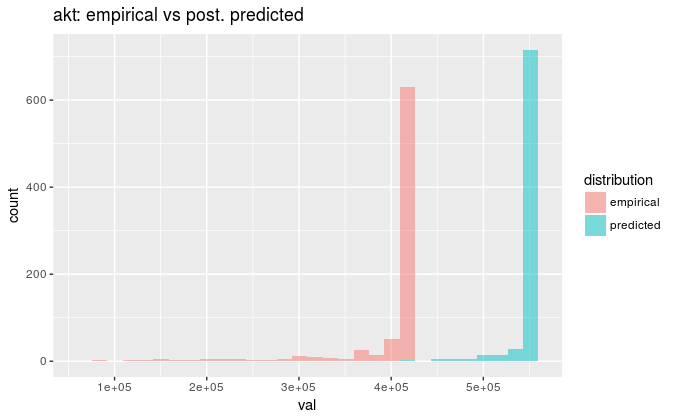 akt: empirical vs post. predicted
600
400
200
0
count
1e+05
2e+05
3e+05
4e+05
5e+05
val
distribution
empirical
predicted